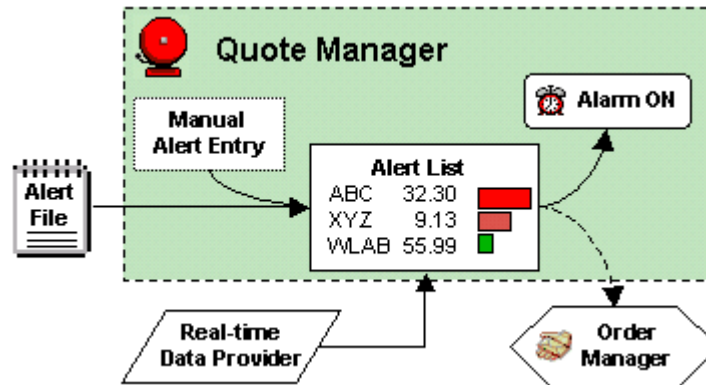 Quote Manager
Manual
Alert Entry
Alarm ON
Alert
File
Alert List
ABC 32.30
XYZ 9.13
WLAB 55.99
Real-time
Data Provider
Order
Manager